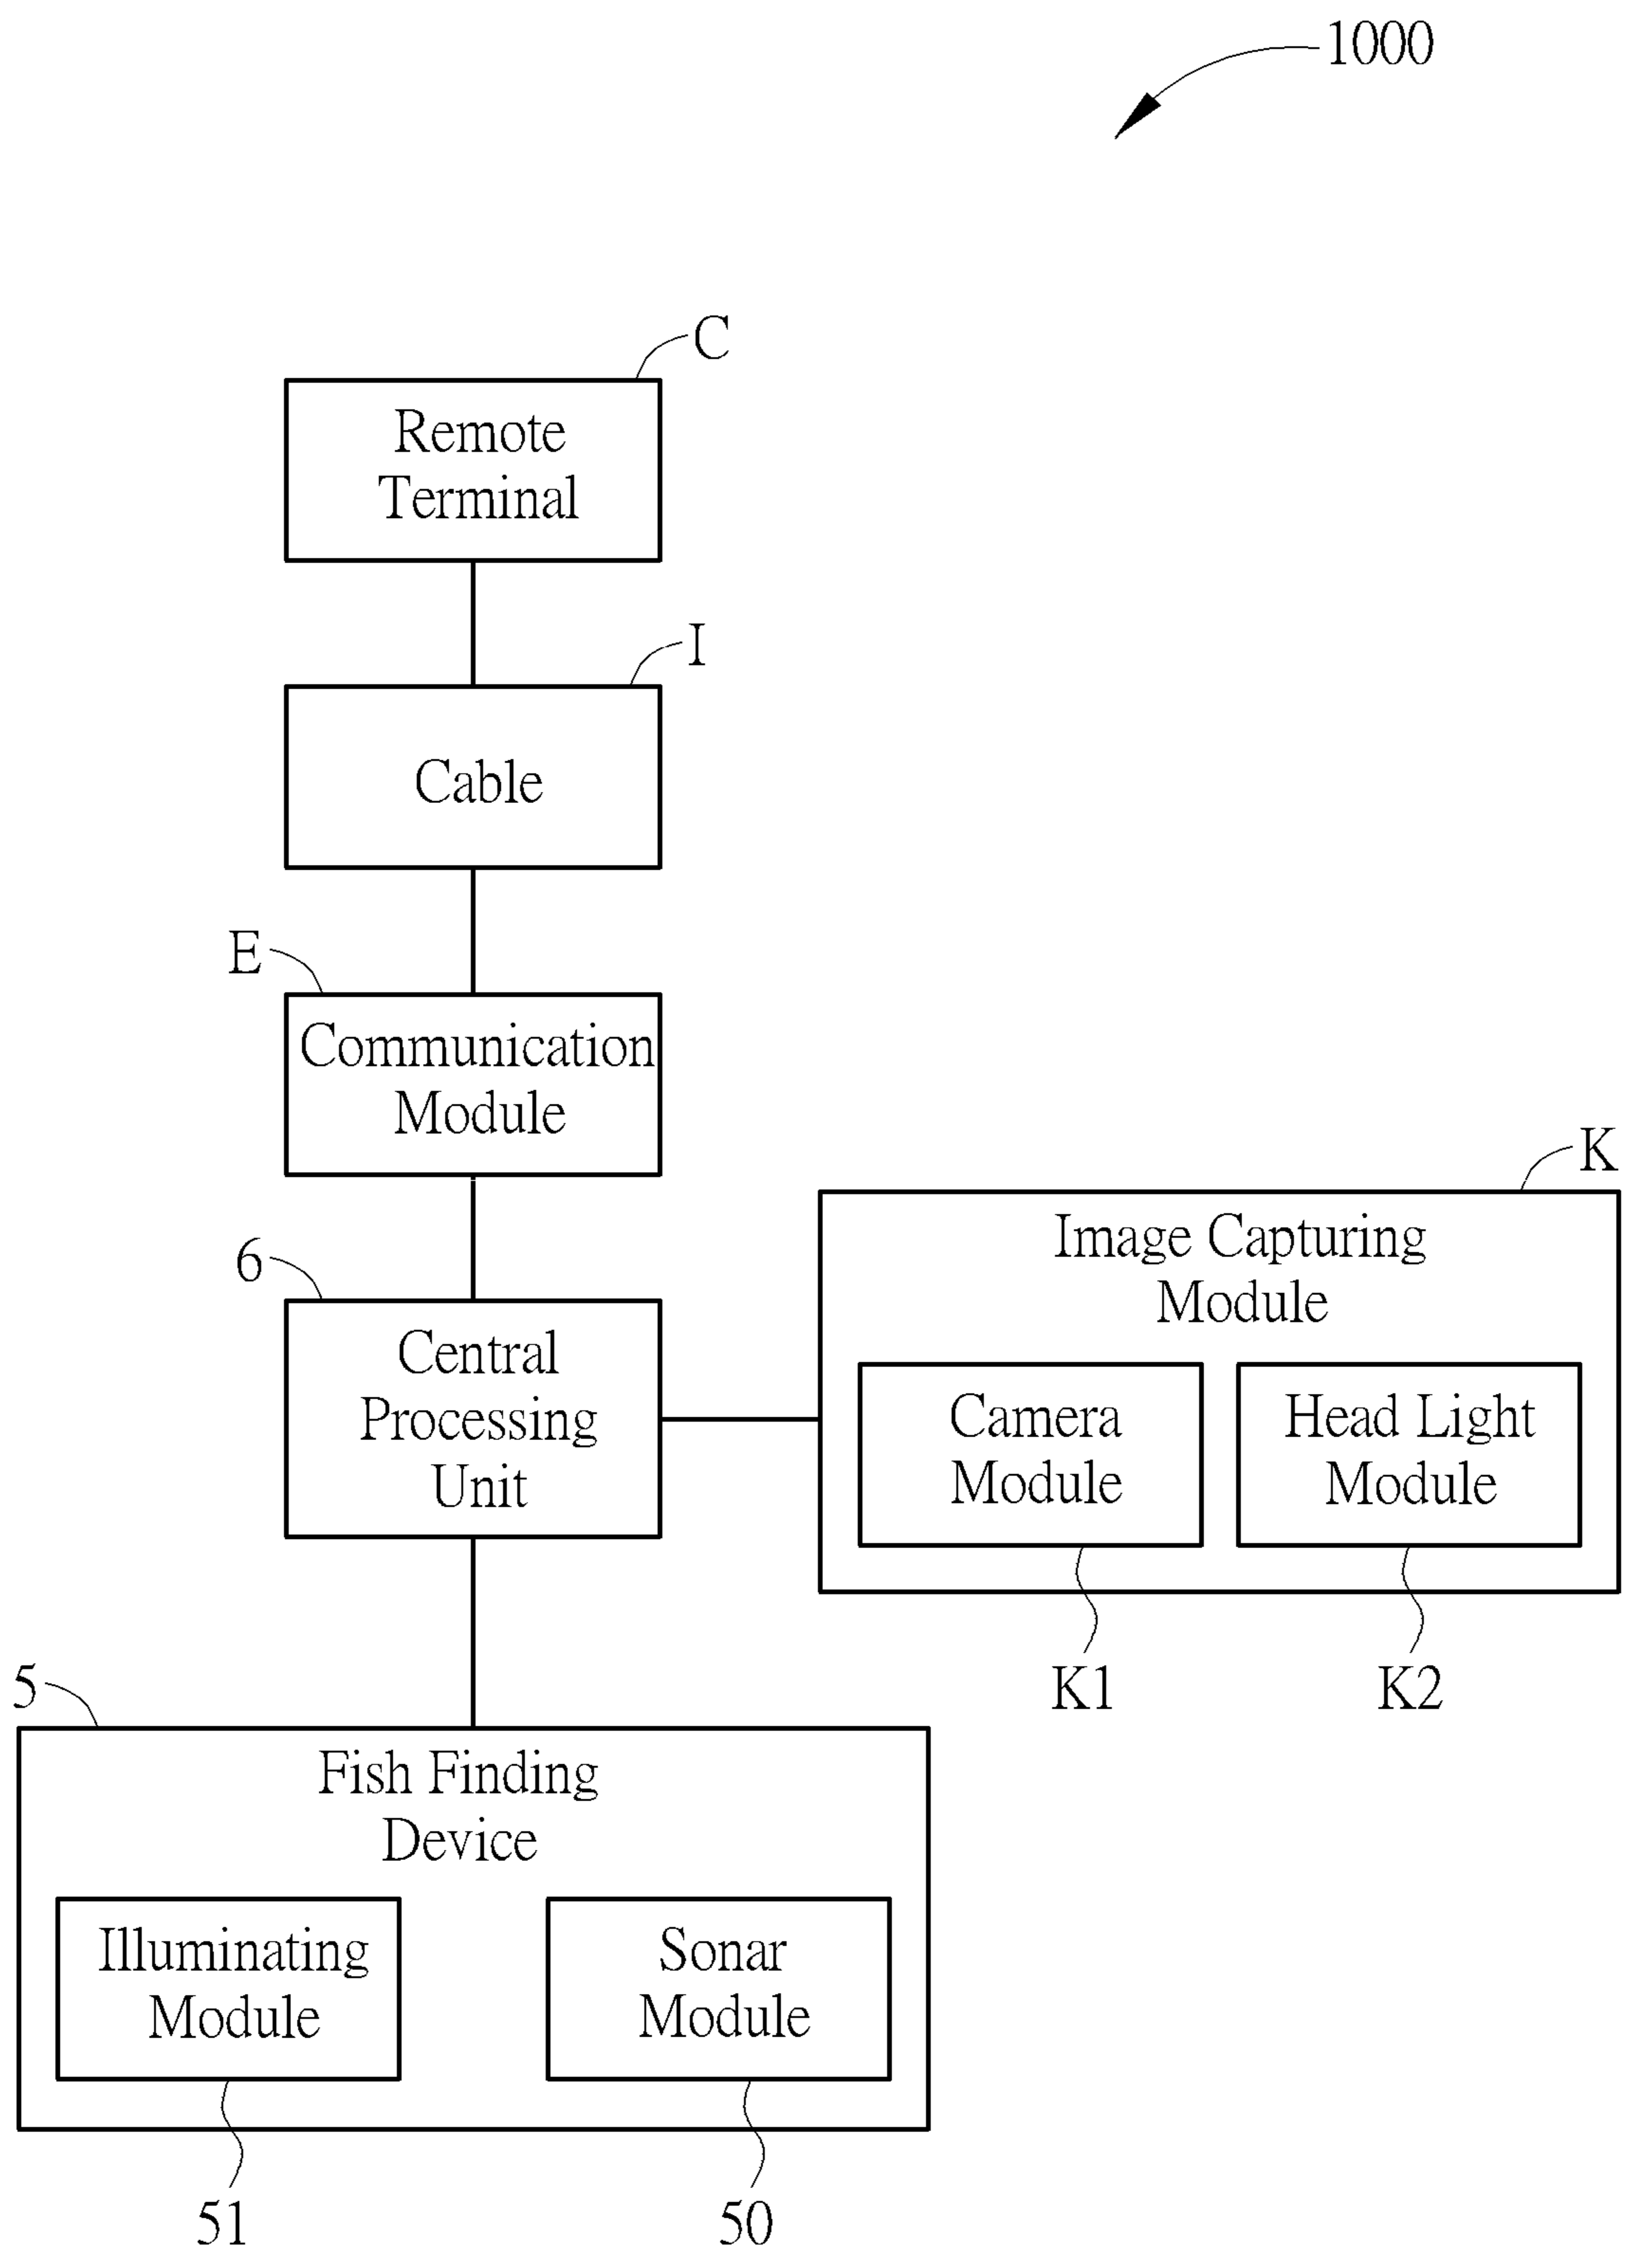 1000
C
Remote
Terminal
I
Cable
E
Communication
Module
K
Image Capturing
Module
6
Central
Processing
Unit
Camera
Module
Head Light
Module
K1
K2
5
Fish Finding
Device
Illuminating
Module
Sonar
Module
51
50